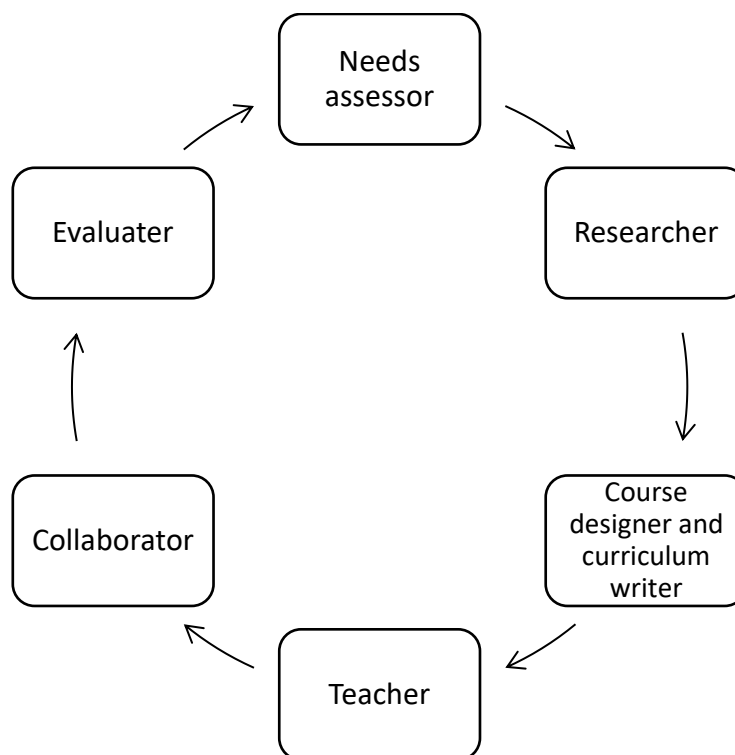 Needs
assessor
Researcher
Course
designer and
curriculum
writer
Teacher
Collaborator
Evaluater